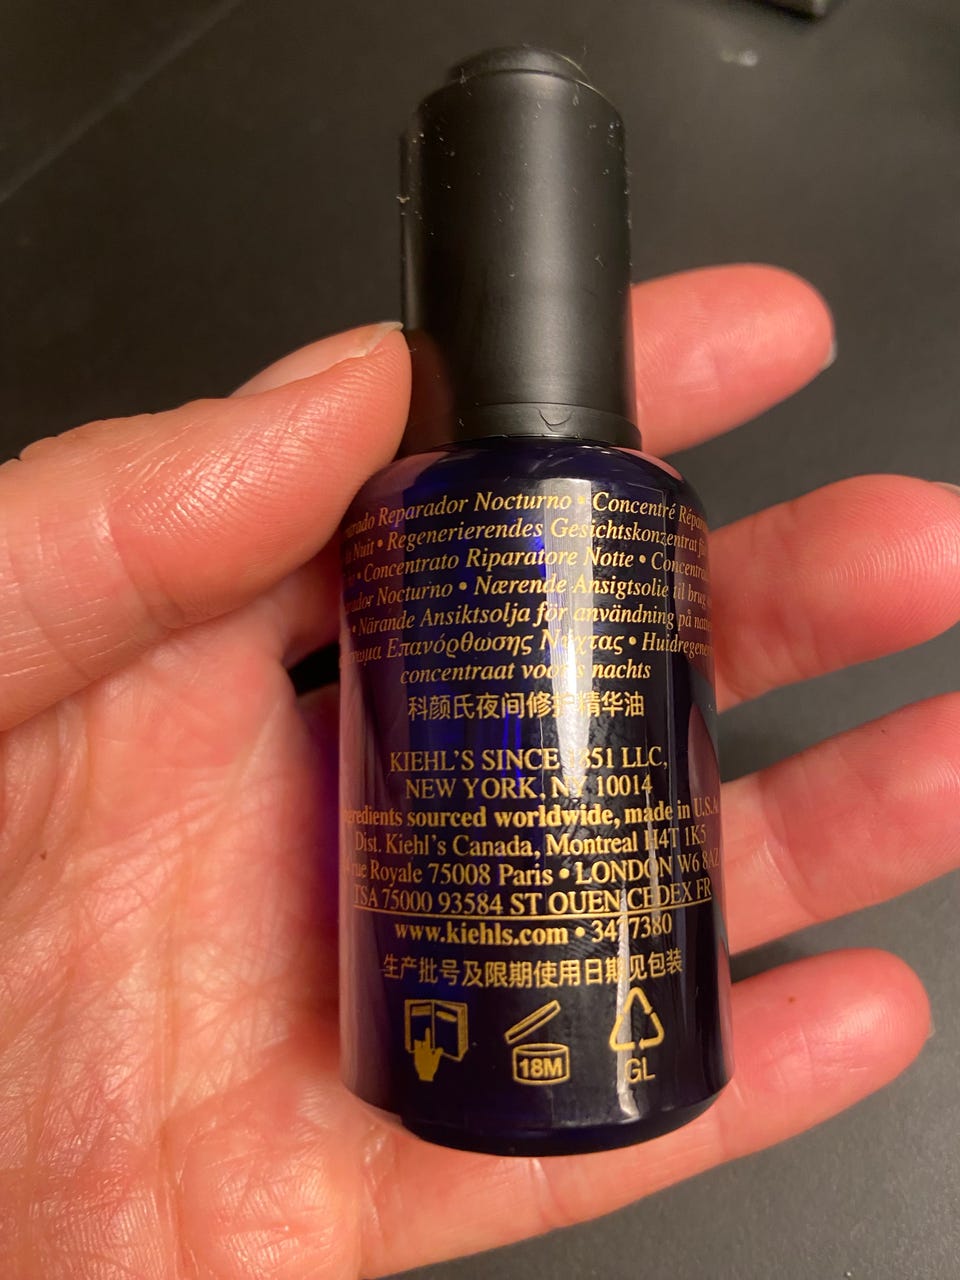 Reparador Nocturno • Concentré
Nuit • Regenerierendes Gesichtskonzentrat
• Concentrato Riparatore Notte •
Nocturno • Nærende Ansigtsolie til brug
• Närande Ansiktsolja för användning på
Επανόρθωσης Νύχτας •
concentraat voor 's nachts
科颜氏夜间修护精华油
KIEHL'S SINCE 1851 LLC,
NEW YORK, NY 10014
sourced worldwide, made in U.S.A
Dist. Kiehl's Canada, Montreal H4T 1K5
rue Royale 75008 Paris • LONDON W6 8AZ
TSA 75000 93584 ST OUEN CEDEX FR
www.kiehls.com • 3477380
生产批号及限期使用日期见包装
18M
GL